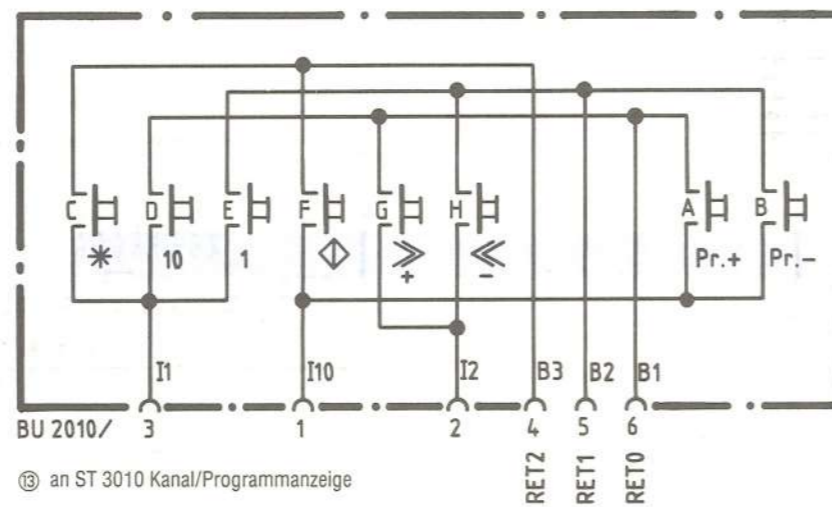 C D E F G H A B
10 1 + - Pr.+ Pr.-
I1 I10 I2 B3 B2 B1
BU 2010/ 3 1 2 4 5 6
RET2 RET1 RET0
⑬ an ST 3010 Kanal/Programmanzeige